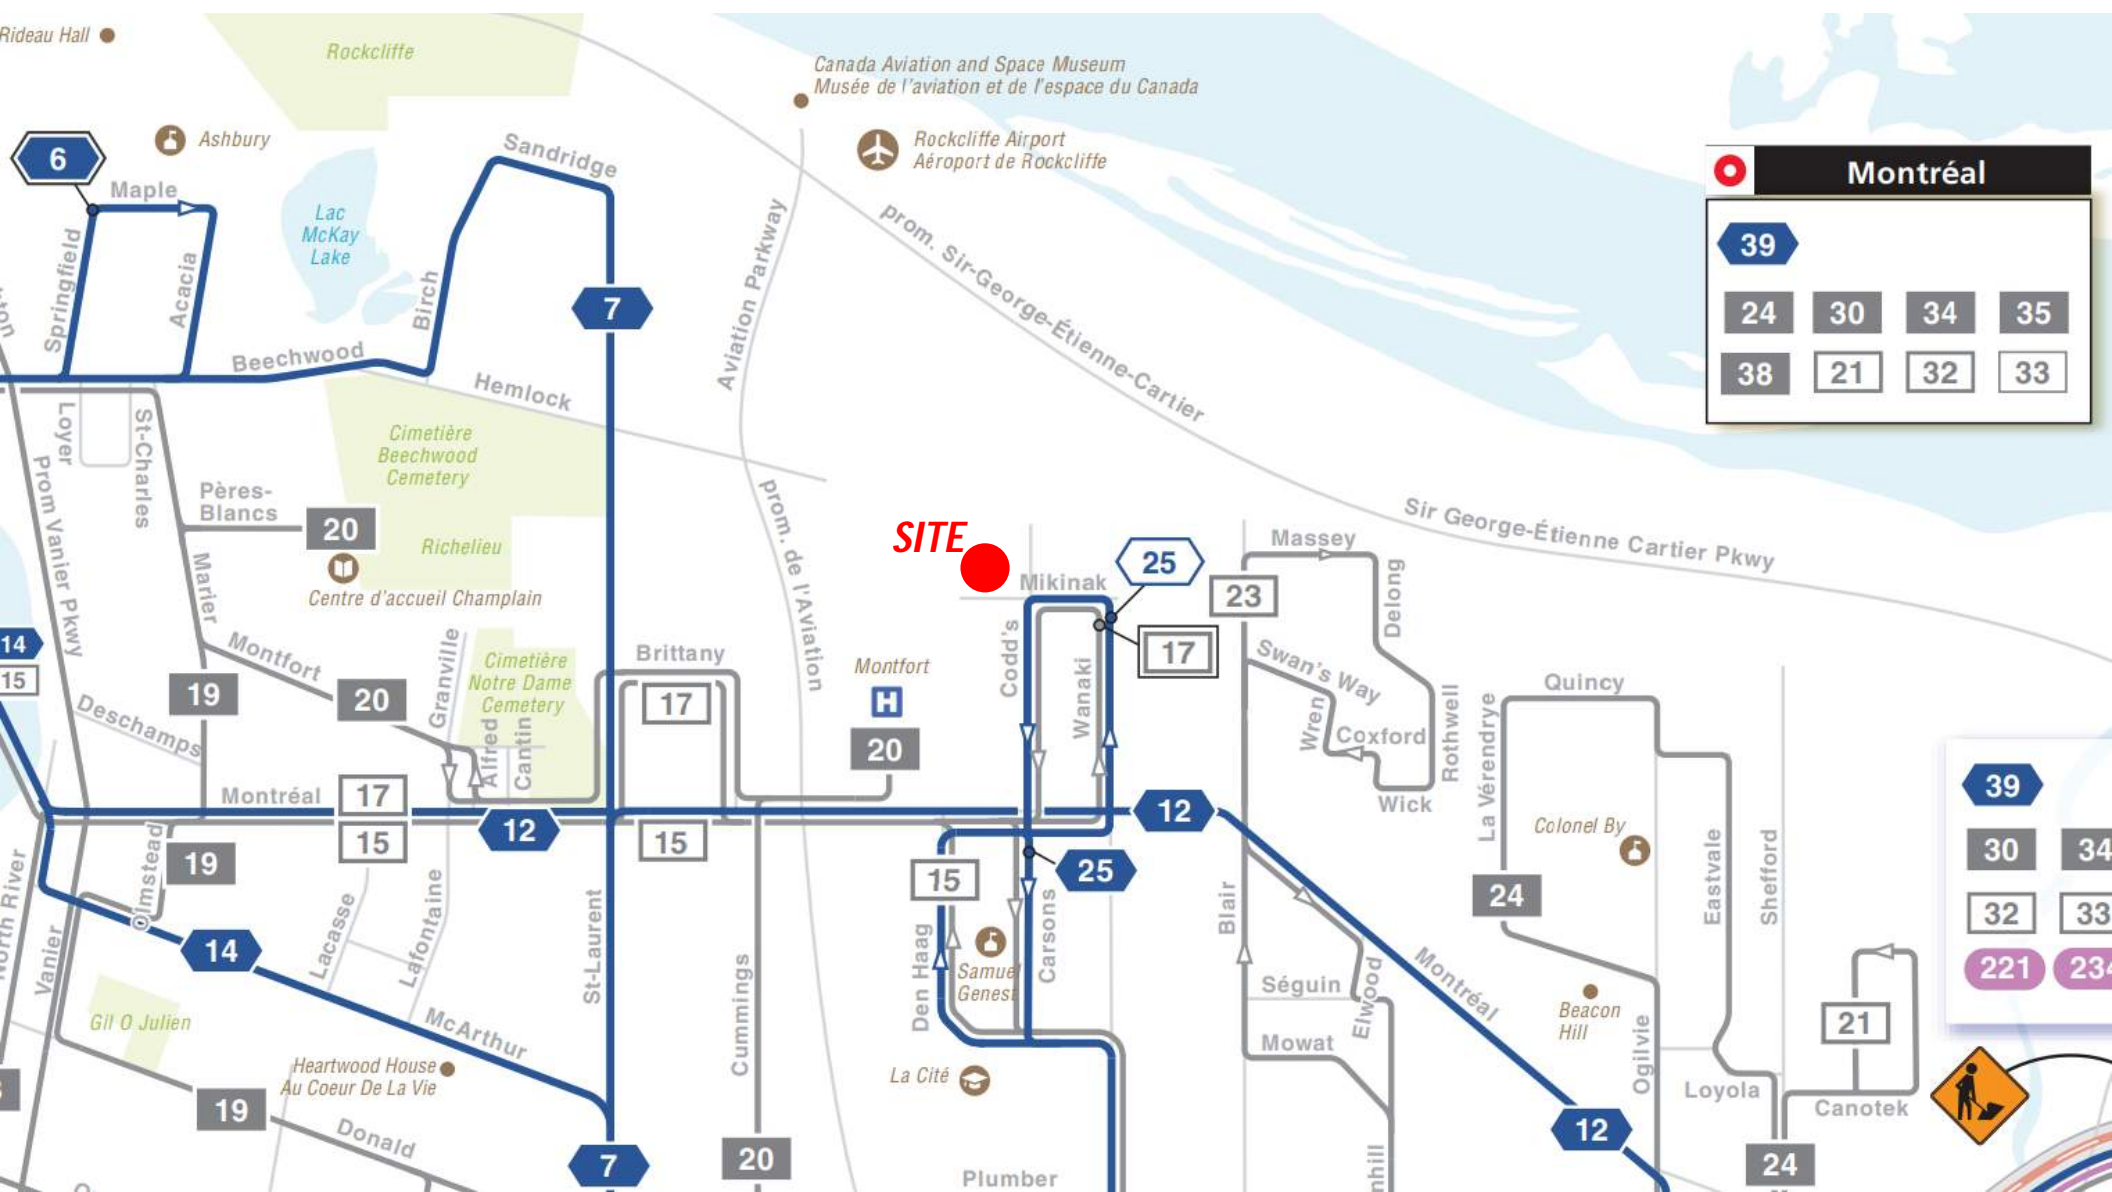 Rideau Hall
Rockcliffe
Canada Aviation and Space Museum
Musée de l'aviation et de l'espace du Canada
Ashbury
Sandridge
Rockcliffe Airport
Aéroport de Rockcliffe
6
Maple
Montréal
Lac
McKay
Lake
Springfield
Acacia
Birch
Aviation Parkway
prom. Sir-George-Étienne-Cartier
39
7
24 30 34 35
38 21 32 33
Beechwood
Hemlock
Loyer
St-Charles
Cimetière
Beechwood
Cemetery
Prom Vanier Pkwy
Pères-
Blancs
20
Richelieu
prom. de l'Aviation
SITE
Sir George-Étienne Cartier Pkwy
Massey
Mikinak
25
23
Delong
Marier
Centre d'accueil Champlain
14
15
Montfort
Granville
Cimetière
Notre Dame
Cemetery
Brittany
Montfort
H
Codd's
Wanaki
17
Swan's Way
Wren
Coxford
Rothwell
Wick
La Vérendrye
Quincy
19
20
17
20
Deschamps
Alfred
Cantin
Montréal
17
15
12
15
12
39
Colonel By
Olmstead
19
15
25
Blair
24
Eastvale
Shefford
30 34
32 33
221 234
North River
Vanier
14
Lacasse
Lafontaine
St-Laurent
Cummings
Den Haag
Samuel
Genest
Carsons
Séguin
Elwood
Montréal
Beacon
Hill
21
Gil O Julien
McArthur
Mowat
Ogilvie
Heartwood House
Au Coeur De La Vie
La Cité
Loyola
Canotek
19
Donald
12
7
20
24
Plumber